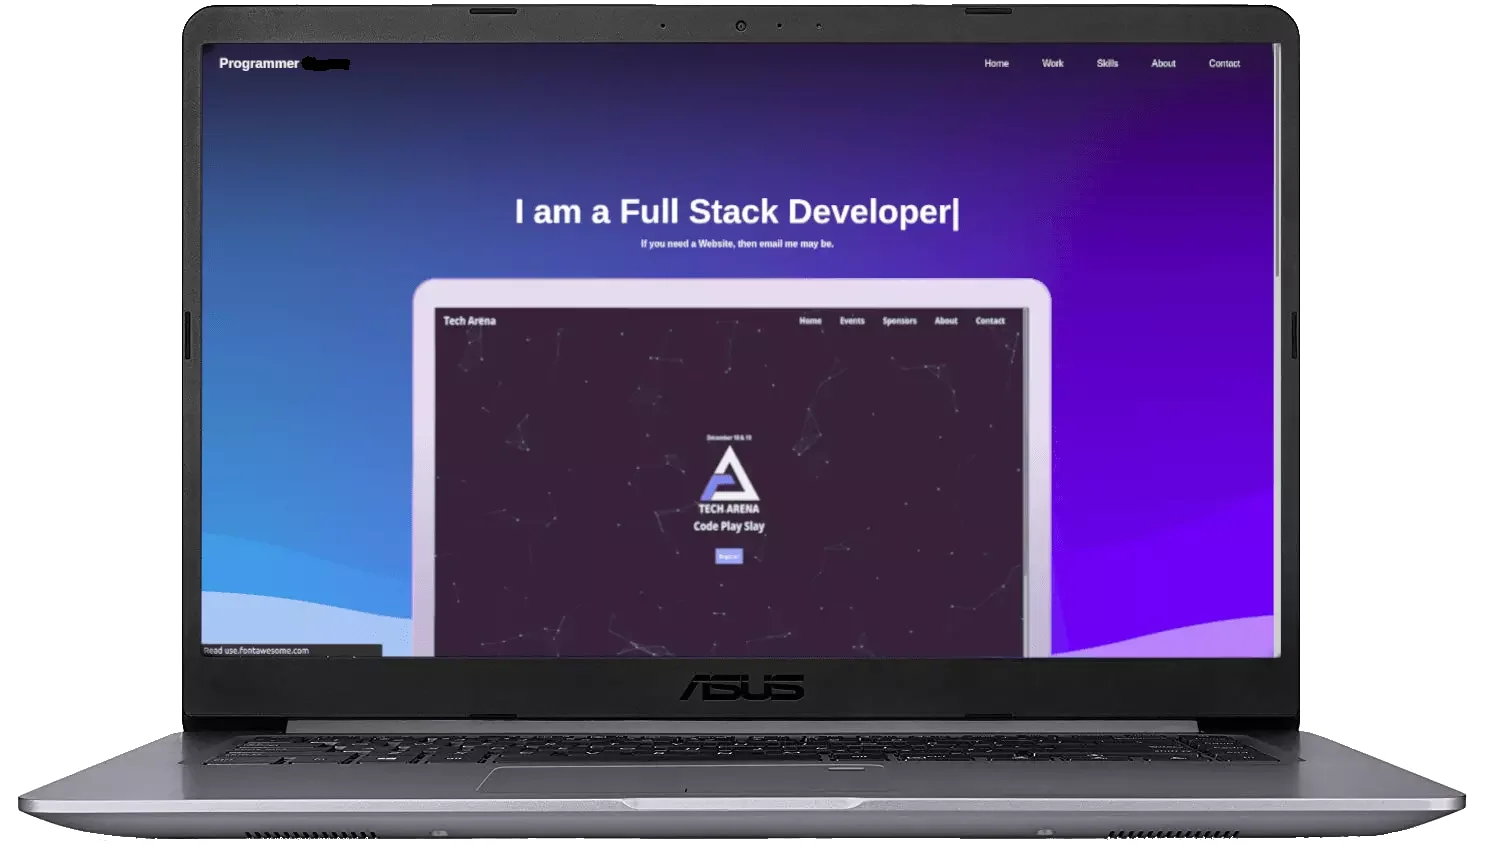 Programmer
Home Work Skills About Contact
I am a Full Stack Developer|
If you need a Website, then email me may be.
Tech Arena
Home Events Sponsors About Contact
December 18 & 19
TECH ARENA
Code Play Slay
Register
Read use.fontawesome.com
ASUS